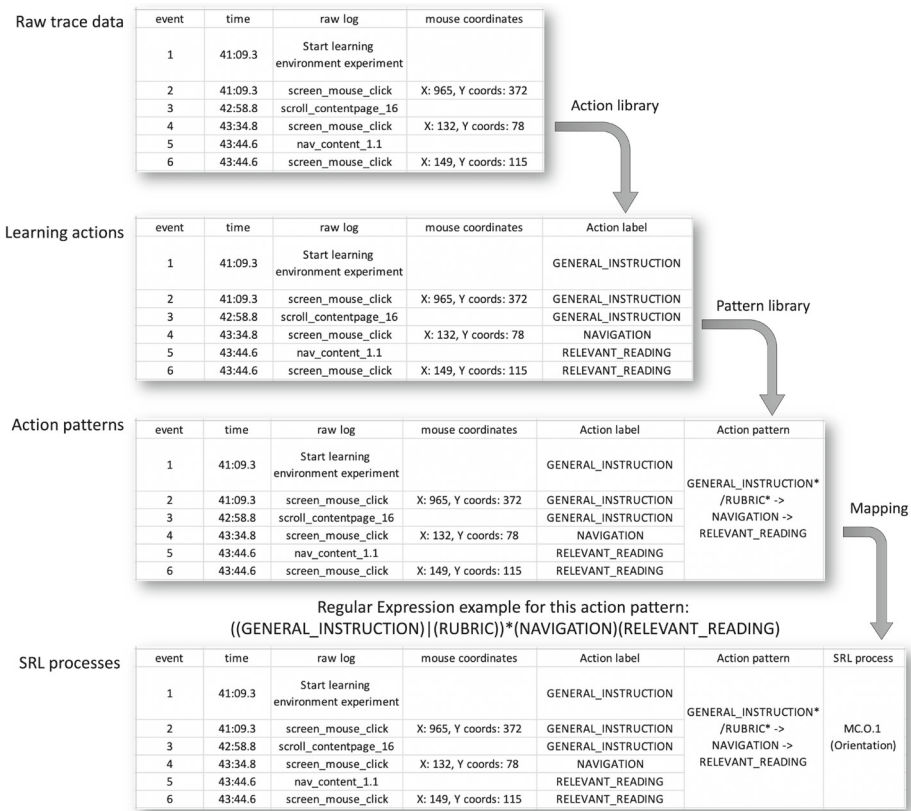 Raw trace data
event time raw log mouse coordinates
1 41:09.3 Start learning
environment experiment
2 41:09.3 screen_mouse_click X: 965, Y coords: 372
3 42:58.8 scroll_contentpage_16
4 43:34.8 screen_mouse_click X: 132, Y coords: 78
5 43:44.6 nav_content_1.1
6 43:44.6 screen_mouse_click X: 149, Y coords: 115
Action library
Learning actions
event time raw log mouse coordinates Action label
1 41:09.3 Start learning
environment experiment GENERAL_INSTRUCTION
2 41:09.3 screen_mouse_click X: 965, Y coords: 372 GENERAL_INSTRUCTION
3 42:58.8 scroll_contentpage_16 GENERAL_INSTRUCTION
4 43:34.8 screen_mouse_click X: 132, Y coords: 78 NAVIGATION
5 43:44.6 nav_content_1.1 RELEVANT_READING
6 43:44.6 screen_mouse_click X: 149, Y coords: 115 RELEVANT_READING
Pattern library
Action patterns
event time raw log mouse coordinates Action label Action pattern
1 41:09.3 Start learning
environment experiment GENERAL_INSTRUCTION
2 41:09.3 screen_mouse_click X: 965, Y coords: 372 GENERAL_INSTRUCTION
3 42:58.8 scroll_contentpage_16 GENERAL_INSTRUCTION
4 43:34.8 screen_mouse_click X: 132, Y coords: 78 NAVIGATION
5 43:44.6 nav_content_1.1 RELEVANT_READING
6 43:44.6 screen_mouse_click X: 149, Y coords: 115 RELEVANT_READING
GENERAL_INSTRUCTION*
/RUBRIC* ->
NAVIGATION ->
RELEVANT_READING
Mapping
Regular Expression example for this action pattern:
((GENERAL_INSTRUCTION)|(RUBRIC))*(NAVIGATION)(RELEVANT_READING)
SRL processes
event time raw log mouse coordinates Action label Action pattern SRL process
1 41:09.3 Start learning
environment experiment GENERAL_INSTRUCTION
2 41:09.3 screen_mouse_click X: 965, Y coords: 372 GENERAL_INSTRUCTION
3 42:58.8 scroll_contentpage_16 GENERAL_INSTRUCTION
4 43:34.8 screen_mouse_click X: 132, Y coords: 78 NAVIGATION
5 43:44.6 nav_content_1.1 RELEVANT_READING
6 43:44.6 screen_mouse_click X: 149, Y coords: 115 RELEVANT_READING
GENERAL_INSTRUCTION*
/RUBRIC* ->
NAVIGATION ->
RELEVANT_READING
MC.O.1
(Orientation)